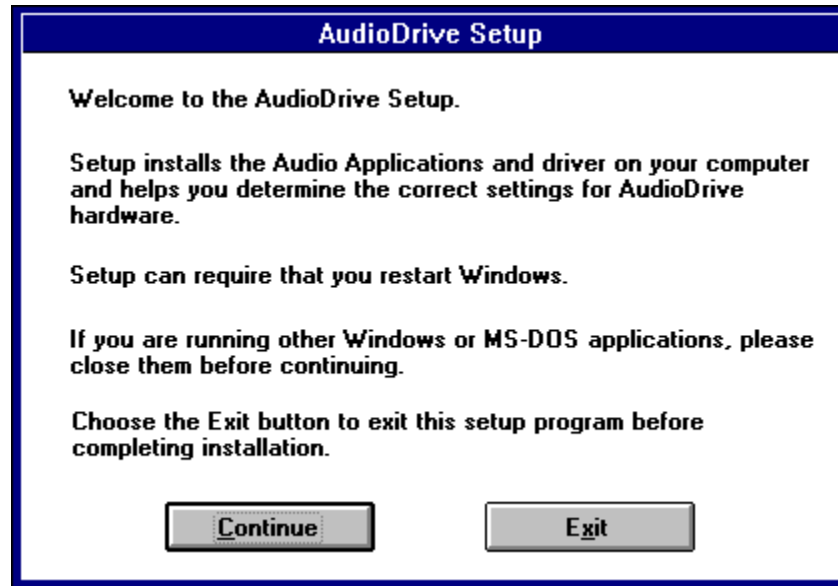 AudioDrive Setup
Welcome to the AudioDrive Setup.
Setup installs the Audio Applications and driver on your computer
and helps you determine the correct settings for AudioDrive
hardware.
Setup can require that you restart Windows.
If you are running other Windows or MS-DOS applications, please
close them before continuing.
Choose the Exit button to exit this setup program before
completing installation.
Continue
Exit